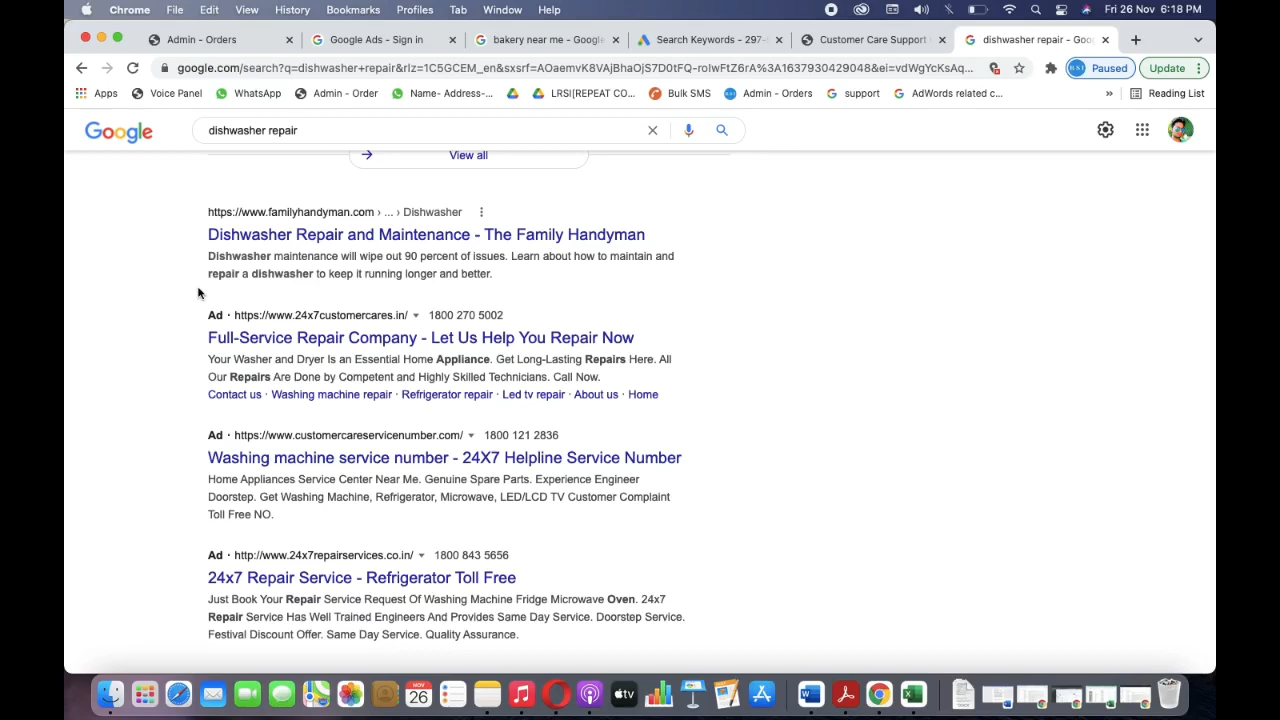 Chrome File Edit View History Bookmarks Profiles Tab Window Help Fri 26 Nov 6:18 PM
Admin - Orders Google Ads - Sign in bakery near me - Google Search Keywords - 297- Customer Care Support dishwasher repair - Goo
google.com/search?q=dishwasher+repair&rlz=1C5GCEM_en&sxsrf=AOaemvK8VAjBhaOjS7D0tFQ-roIwFtZ6rA%3A1637930429048&ei=vdWgYcKsAq... Paused Update
Apps Voice Panel WhatsApp Admin - Order Name- Address-... LRSI[REPEAT CO... Bulk SMS Admin - Orders support AdWords related c... » Reading List
Google dishwasher repair
View all
https://www.familyhandyman.com › ... › Dishwasher
Dishwasher Repair and Maintenance - The Family Handyman
Dishwasher maintenance will wipe out 90 percent of issues. Learn about how to maintain and
repair a dishwasher to keep it running longer and better.
Ad · https://www.24x7customercares.in/ 1800 270 5002
Full-Service Repair Company - Let Us Help You Repair Now
Your Washer and Dryer Is an Essential Home Appliance. Get Long-Lasting Repairs Here. All
Our Repairs Are Done by Competent and Highly Skilled Technicians. Call Now.
Contact us · Washing machine repair · Refrigerator repair · Led tv repair · About us · Home
Ad · https://www.customercareservicenumber.com/ 1800 121 2836
Washing machine service number - 24X7 Helpline Service Number
Home Appliances Service Center Near Me. Genuine Spare Parts. Experience Engineer
Doorstep. Get Washing Machine, Refrigerator, Microwave, LED/LCD TV Customer Complaint
Toll Free NO.
Ad · http://www.24x7repairservices.co.in/ 1800 843 5656
24x7 Repair Service - Refrigerator Toll Free
Just Book Your Repair Service Request Of Washing Machine Fridge Microwave Oven. 24x7
Repair Service Has Well Trained Engineers And Provides Same Day Service. Doorstep Service.
Festival Discount Offer. Same Day Service. Quality Assurance.
NOV
26
tv